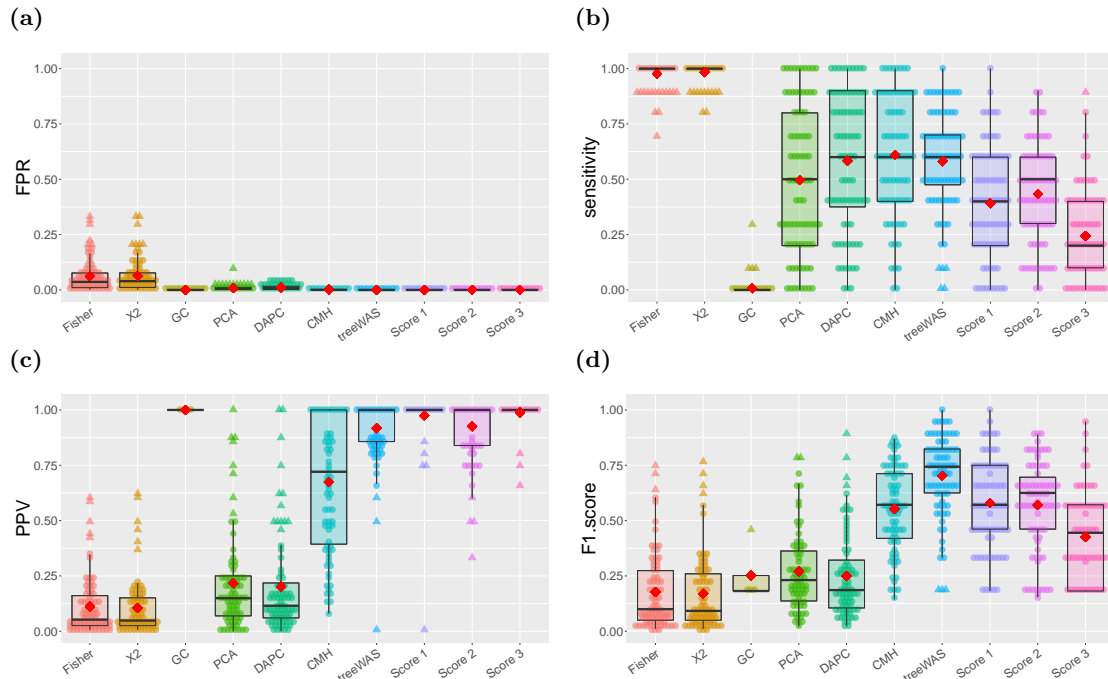 (a)
FPR
1.00
0.75
0.50
0.25
0.00
Fisher
X2
GC
PCA
DAPC
CMH
treeWAS
Score 1
Score 2
Score 3
(b)
sensitivity
1.00
0.75
0.50
0.25
0.00
Fisher
X2
GC
PCA
DAPC
CMH
treeWAS
Score 1
Score 2
Score 3
(c)
PPV
1.00
0.75
0.50
0.25
0.00
Fisher
X2
GC
PCA
DAPC
CMH
treeWAS
Score 1
Score 2
Score 3
(d)
F1.score
1.00
0.75
0.50
0.25
0.00
Fisher
X2
GC
PCA
DAPC
CMH
treeWAS
Score 1
Score 2
Score 3